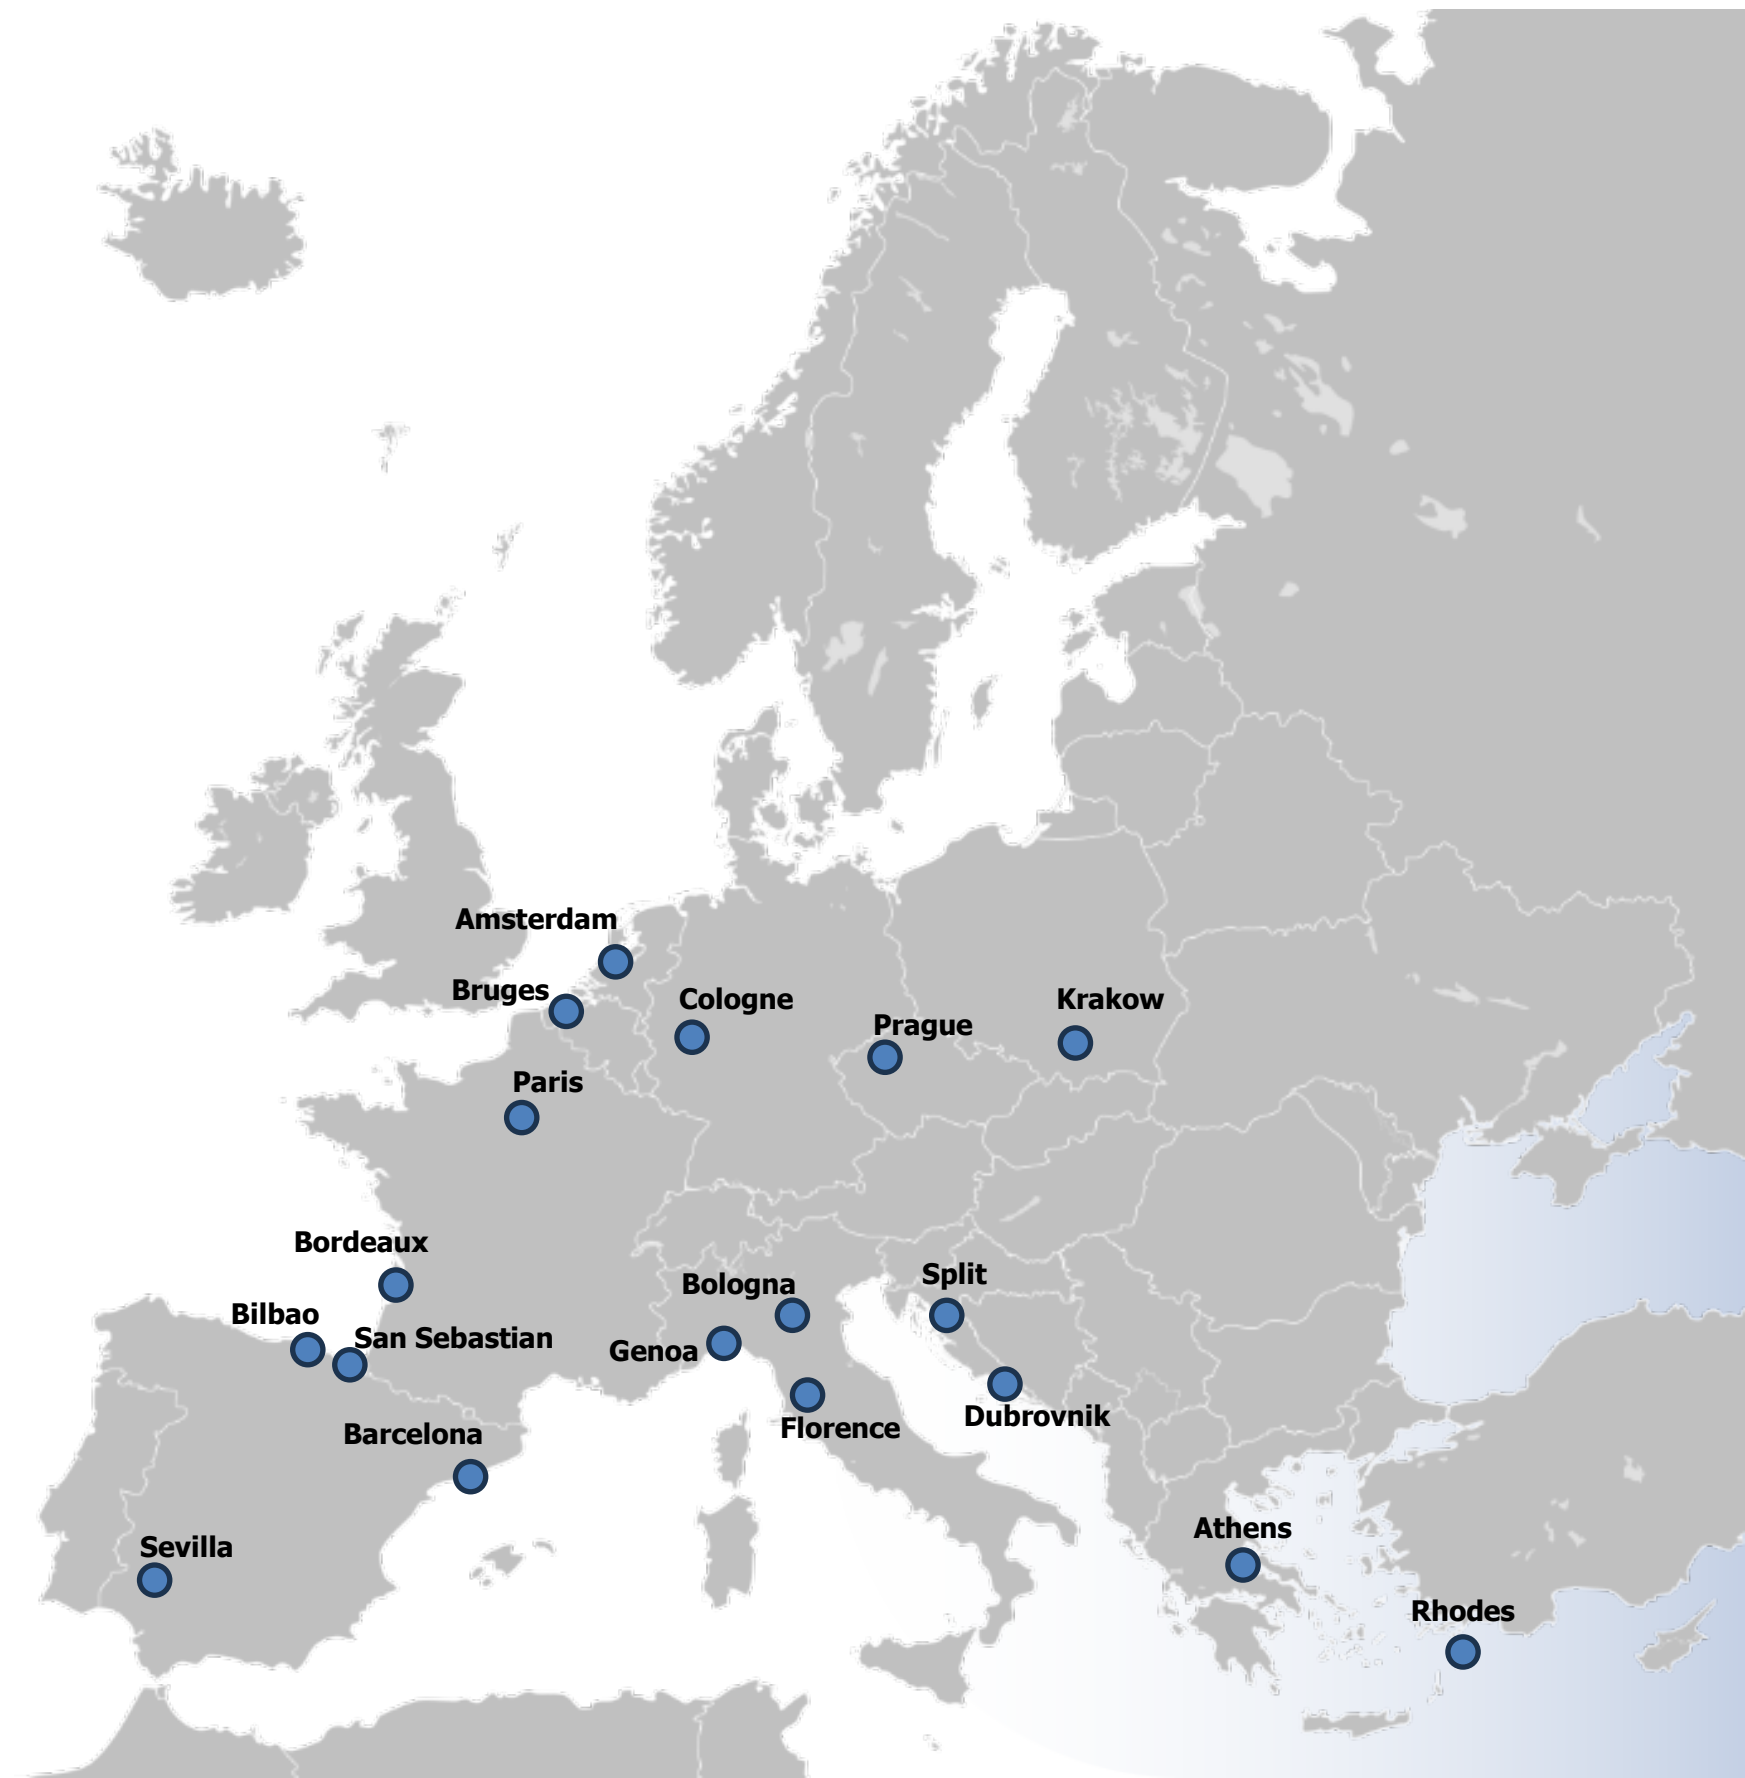 Amsterdam
Bruges
Cologne
Krakow
Prague
Paris
Bordeaux
Split
Bologna
Bilbao
San Sebastian
Genoa
Dubrovnik
Florence
Barcelona
Athens
Sevilla
Rhodes